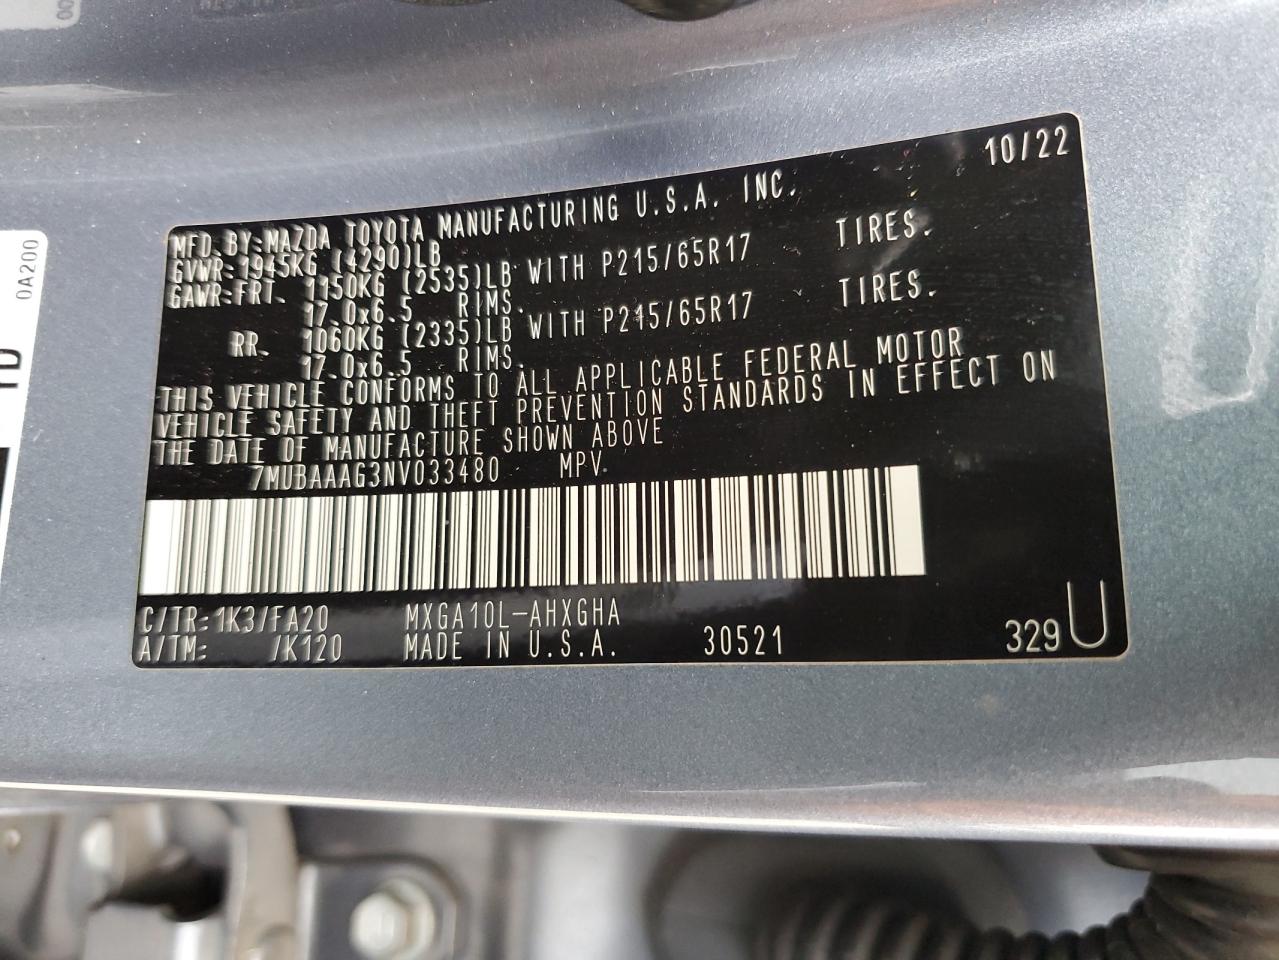 10/22
MFD. BY: MAZDA TOYOTA MANUFACTURING U.S.A. INC.
GVWR: 1945KG (4290)LB
GAWR: FRT. 1150KG (2535)LB WITH P215/65R17 TIRES.
17.0x6.5 RIMS.
RR. 1060KG (2335)LB WITH P215/65R17 TIRES.
17.0x6.5 RIMS.
THIS VEHICLE CONFORMS TO ALL APPLICABLE FEDERAL MOTOR
VEHICLE SAFETY AND THEFT PREVENTION STANDARDS IN EFFECT ON
THE DATE OF MANUFACTURE SHOWN ABOVE
7MUBAAAG3NV033480 MPV
C/TR: 1K3/FA20 MXGA10L-AHXGHA
A/TM: /K120 MADE IN U.S.A. 30521 329 U
0A200